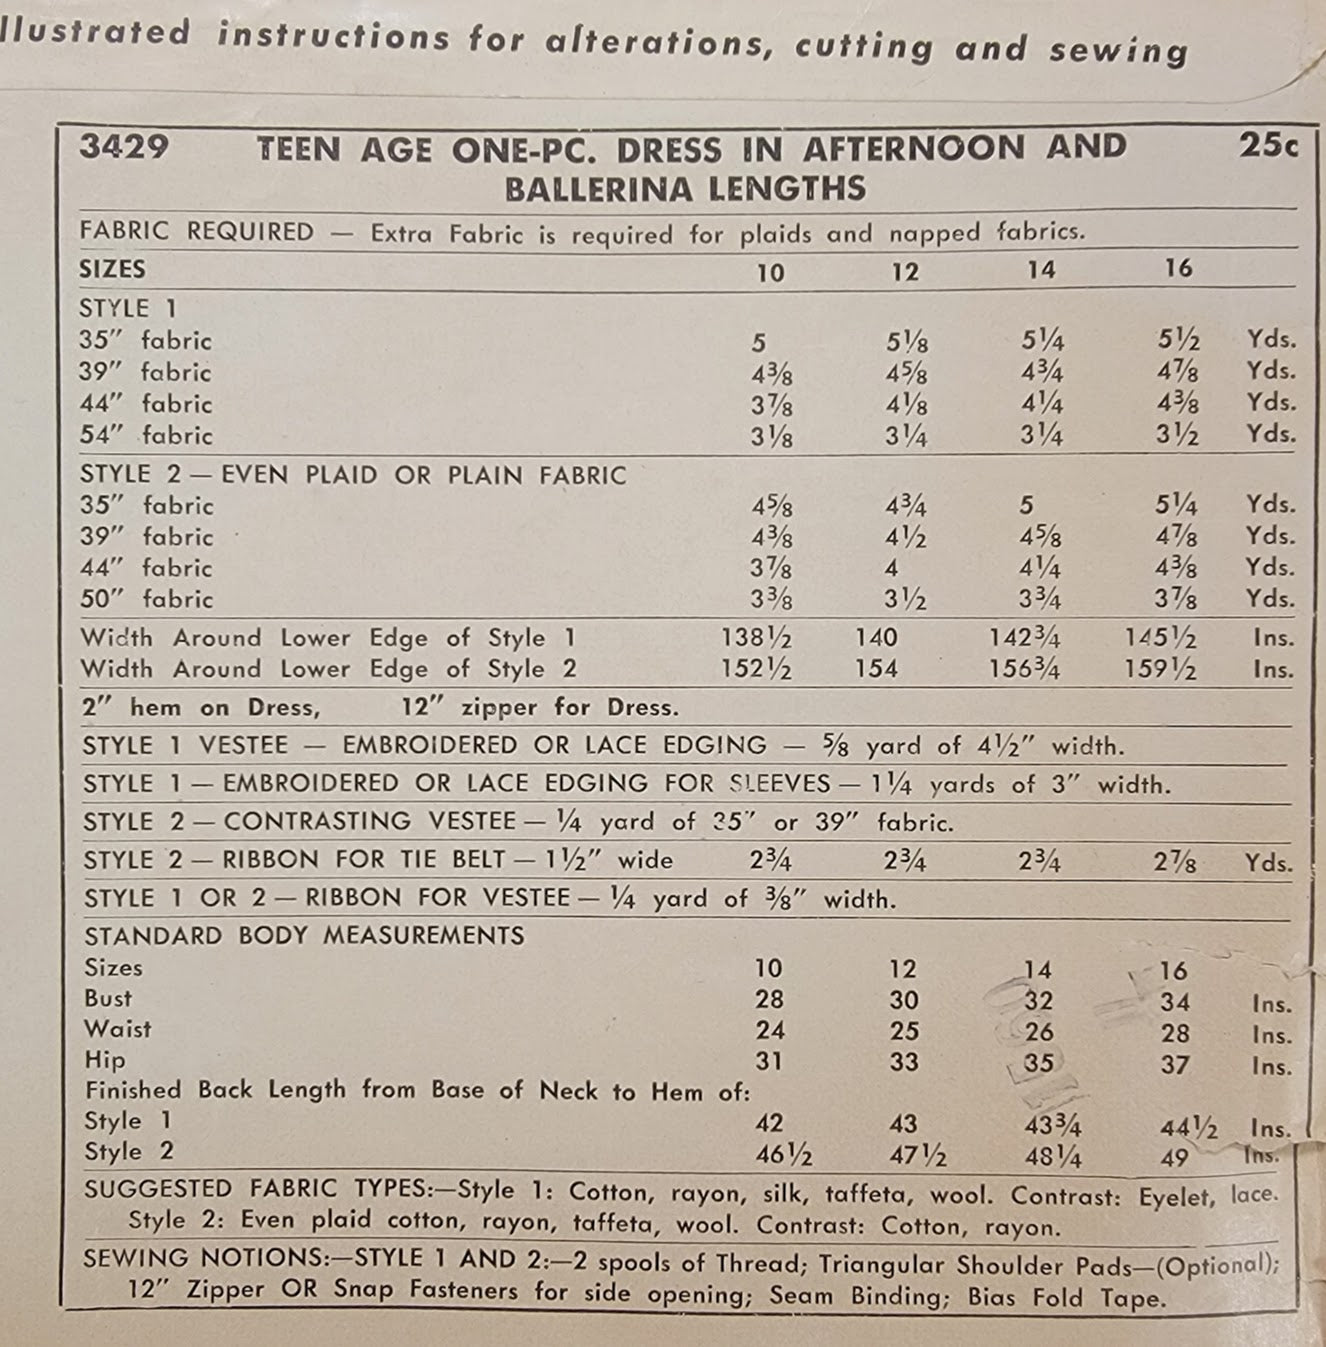 llustrated instructions for alterations, cutting and sewing
3429 TEEN AGE ONE-PC. DRESS IN AFTERNOON AND 25c
BALLERINA LENGTHS
FABRIC REQUIRED — Extra Fabric is required for plaids and napped fabrics.
SIZES 10 12 14 16
STYLE 1
35" fabric 5 5⅛ 5¼ 5½ Yds.
39" fabric 4⅜ 4⅝ 4¾ 4⅞ Yds.
44" fabric 3⅞ 4⅛ 4¼ 4⅜ Yds.
54" fabric 3⅛ 3¼ 3¼ 3½ Yds.
STYLE 2 — EVEN PLAID OR PLAIN FABRIC
35" fabric 4⅝ 4¾ 5 5¼ Yds.
39" fabric 4⅜ 4½ 4⅝ 4⅞ Yds.
44" fabric 3⅞ 4 4¼ 4⅜ Yds.
50" fabric 3⅜ 3½ 3¾ 3⅞ Yds.
Width Around Lower Edge of Style 1 138½ 140 142¾ 145½ Ins.
Width Around Lower Edge of Style 2 152½ 154 156¾ 159½ Ins.
2" hem on Dress, 12" zipper for Dress.
STYLE 1 VESTEE — EMBROIDERED OR LACE EDGING — ⅝ yard of 4½" width.
STYLE 1 — EMBROIDERED OR LACE EDGING FOR SLEEVES — 1¼ yards of 3" width.
STYLE 2 — CONTRASTING VESTEE — ¼ yard of 35" or 39" fabric.
STYLE 2 — RIBBON FOR TIE BELT — 1½" wide 2¾ 2¾ 2¾ 2⅞ Yds.
STYLE 1 OR 2 — RIBBON FOR VESTEE — ¼ yard of ⅜" width.
STANDARD BODY MEASUREMENTS
Sizes 10 12 14 16
Bust 28 30 32 34 Ins.
Waist 24 25 26 28 Ins.
Hip 31 33 35 37 Ins.
Finished Back Length from Base of Neck to Hem of:
Style 1 42 43 43¾ 44½ Ins.
Style 2 46½ 47½ 48¼ 49 Ins.
SUGGESTED FABRIC TYPES:—Style 1: Cotton, rayon, silk, taffeta, wool. Contrast: Eyelet, lace.
Style 2: Even plaid cotton, rayon, taffeta, wool. Contrast: Cotton, rayon.
SEWING NOTIONS:—STYLE 1 AND 2:—2 spools of Thread; Triangular Shoulder Pads—(Optional);
12" Zipper OR Snap Fasteners for side opening; Seam Binding; Bias Fold Tape.